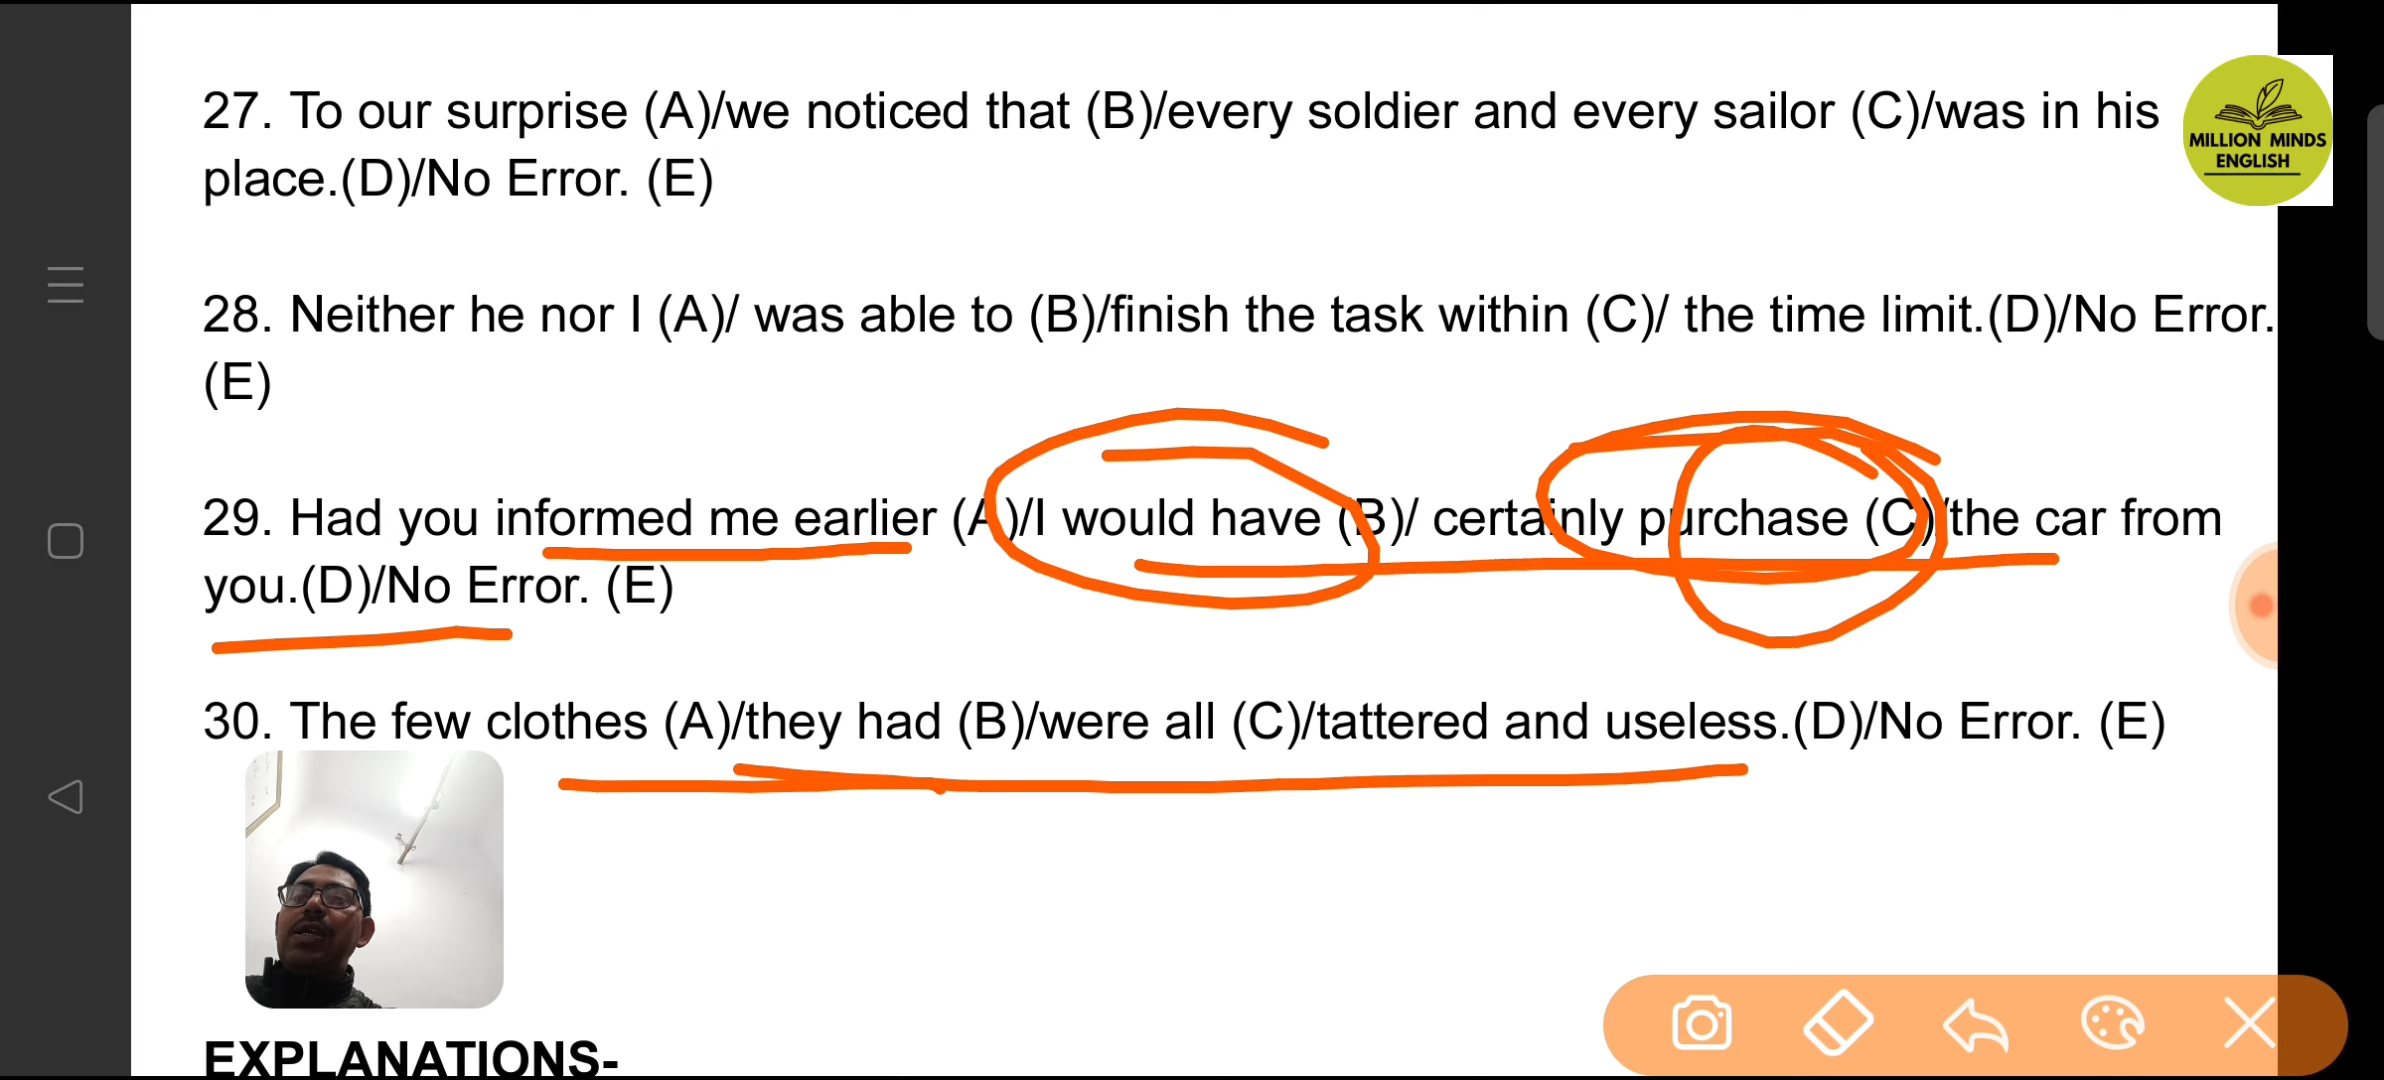 27. To our surprise (A)/we noticed that (B)/every soldier and every sailor (C)/was in his
place.(D)/No Error. (E)
MILLION MINDS
ENGLISH
28. Neither he nor I (A)/ was able to (B)/finish the task within (C)/ the time limit.(D)/No Error.
(E)
29. Had you informed me earlier (A)/I would have (B)/ certainly purchase (C)/the car from
you.(D)/No Error. (E)
30. The few clothes (A)/they had (B)/were all (C)/tattered and useless.(D)/No Error. (E)
EXPLANATIONS-